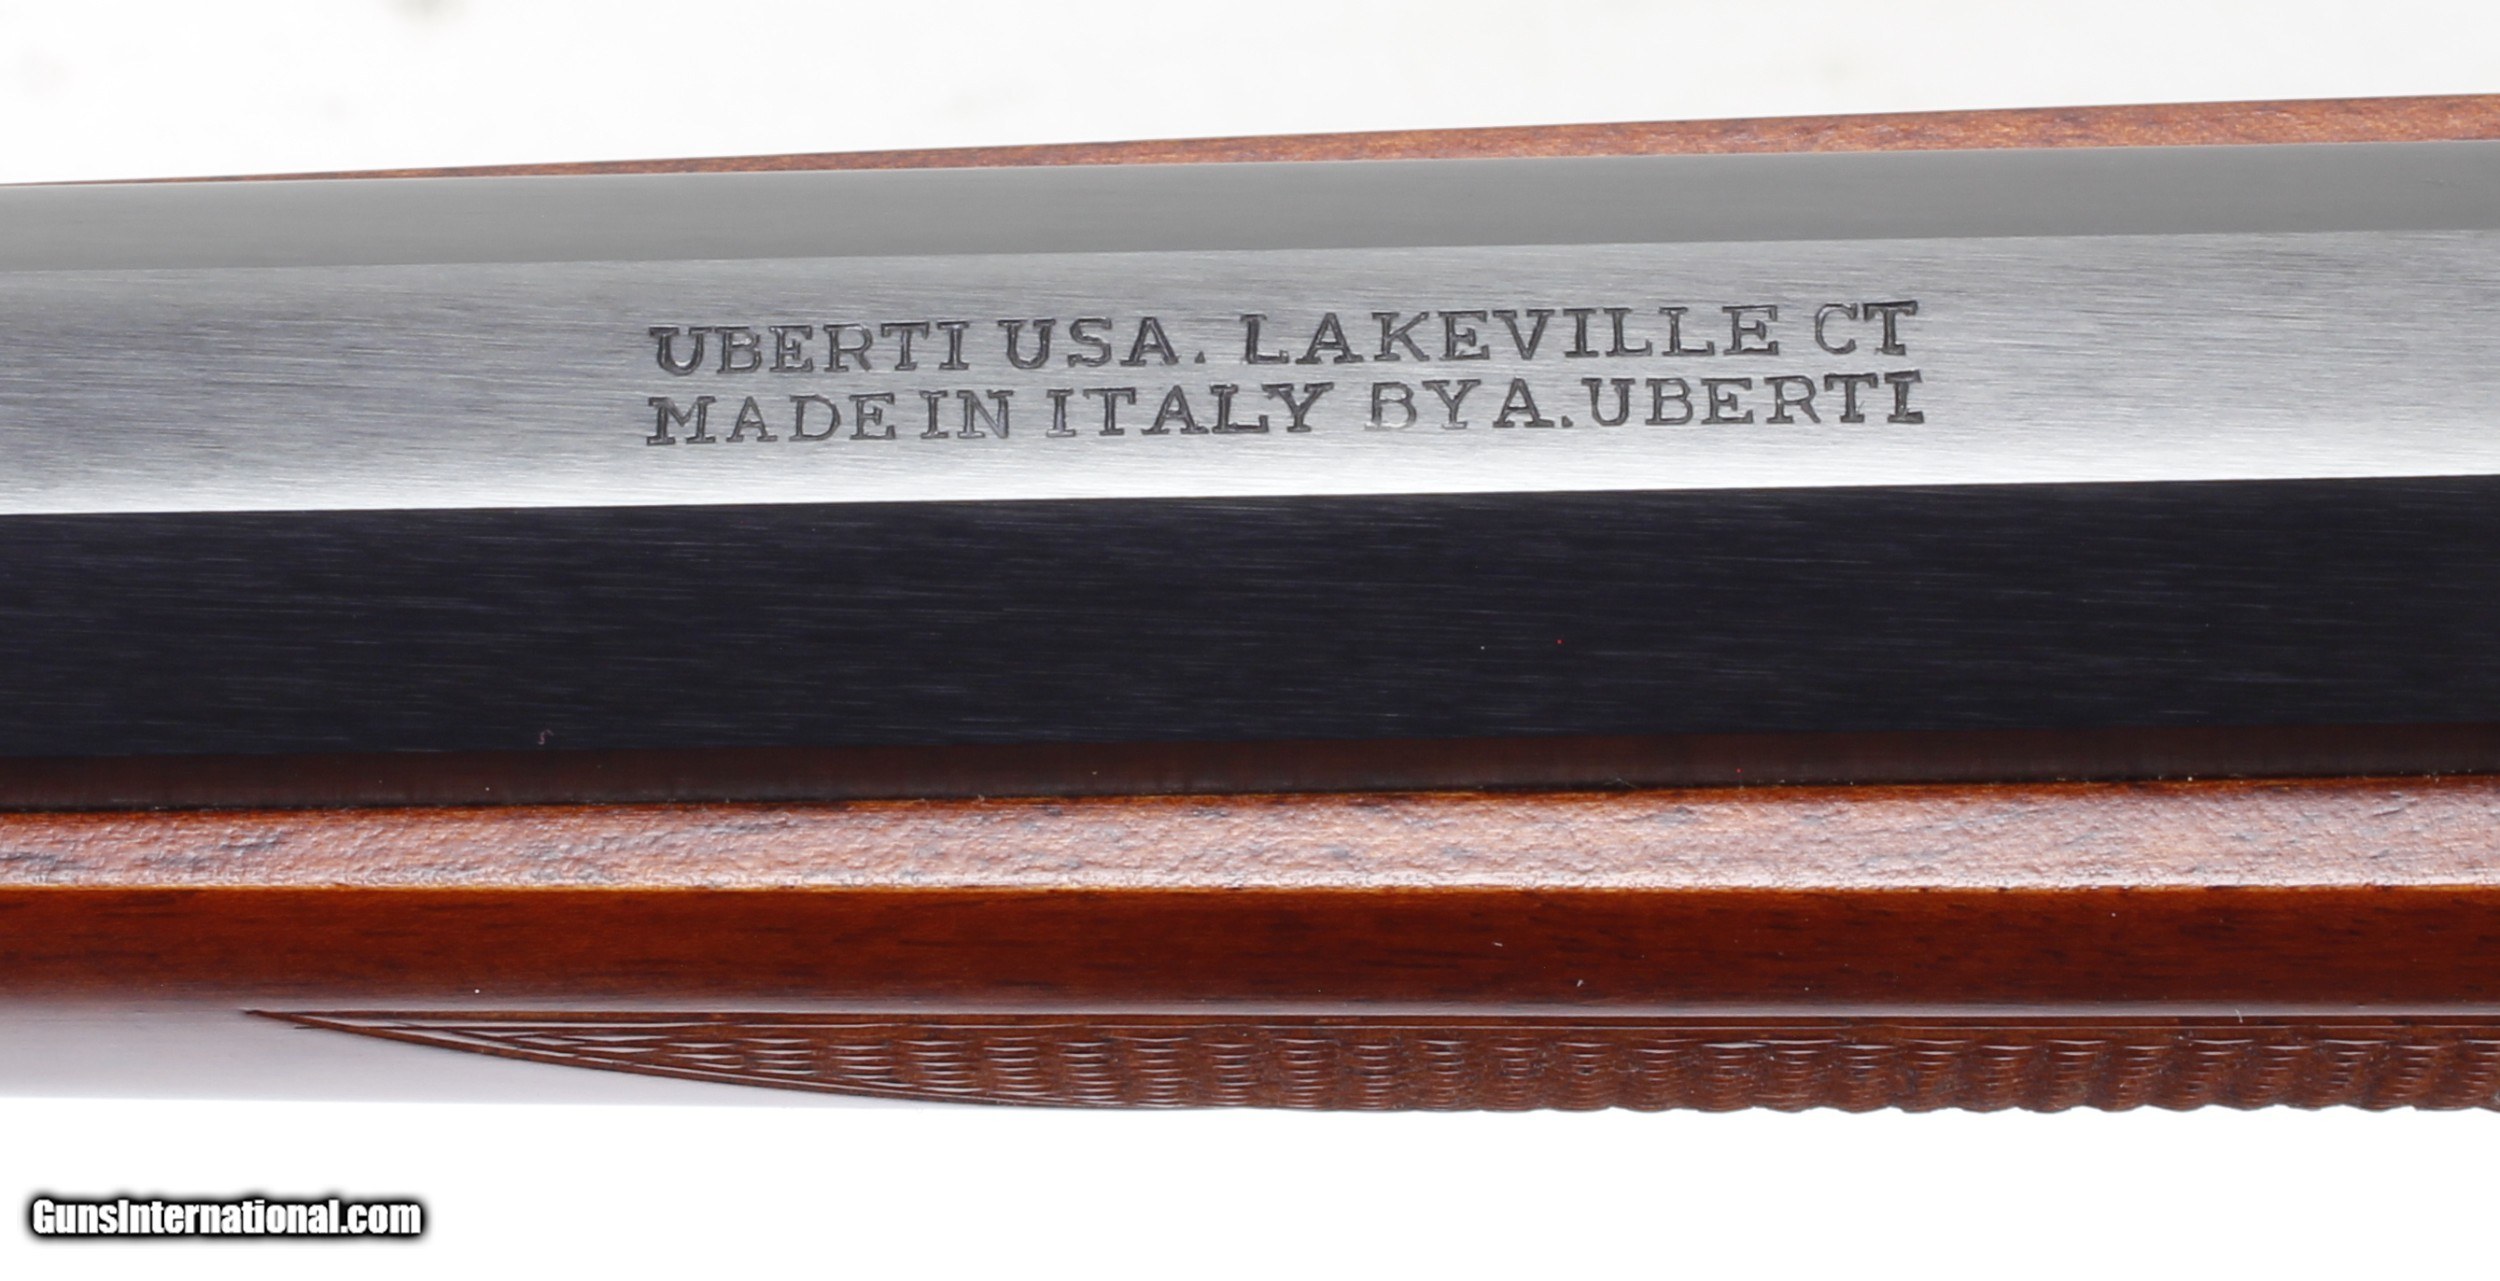 UBERTI USA. LAKEVILLE CT
MADE IN ITALY BY A. UBERTI
GunsInternational.com